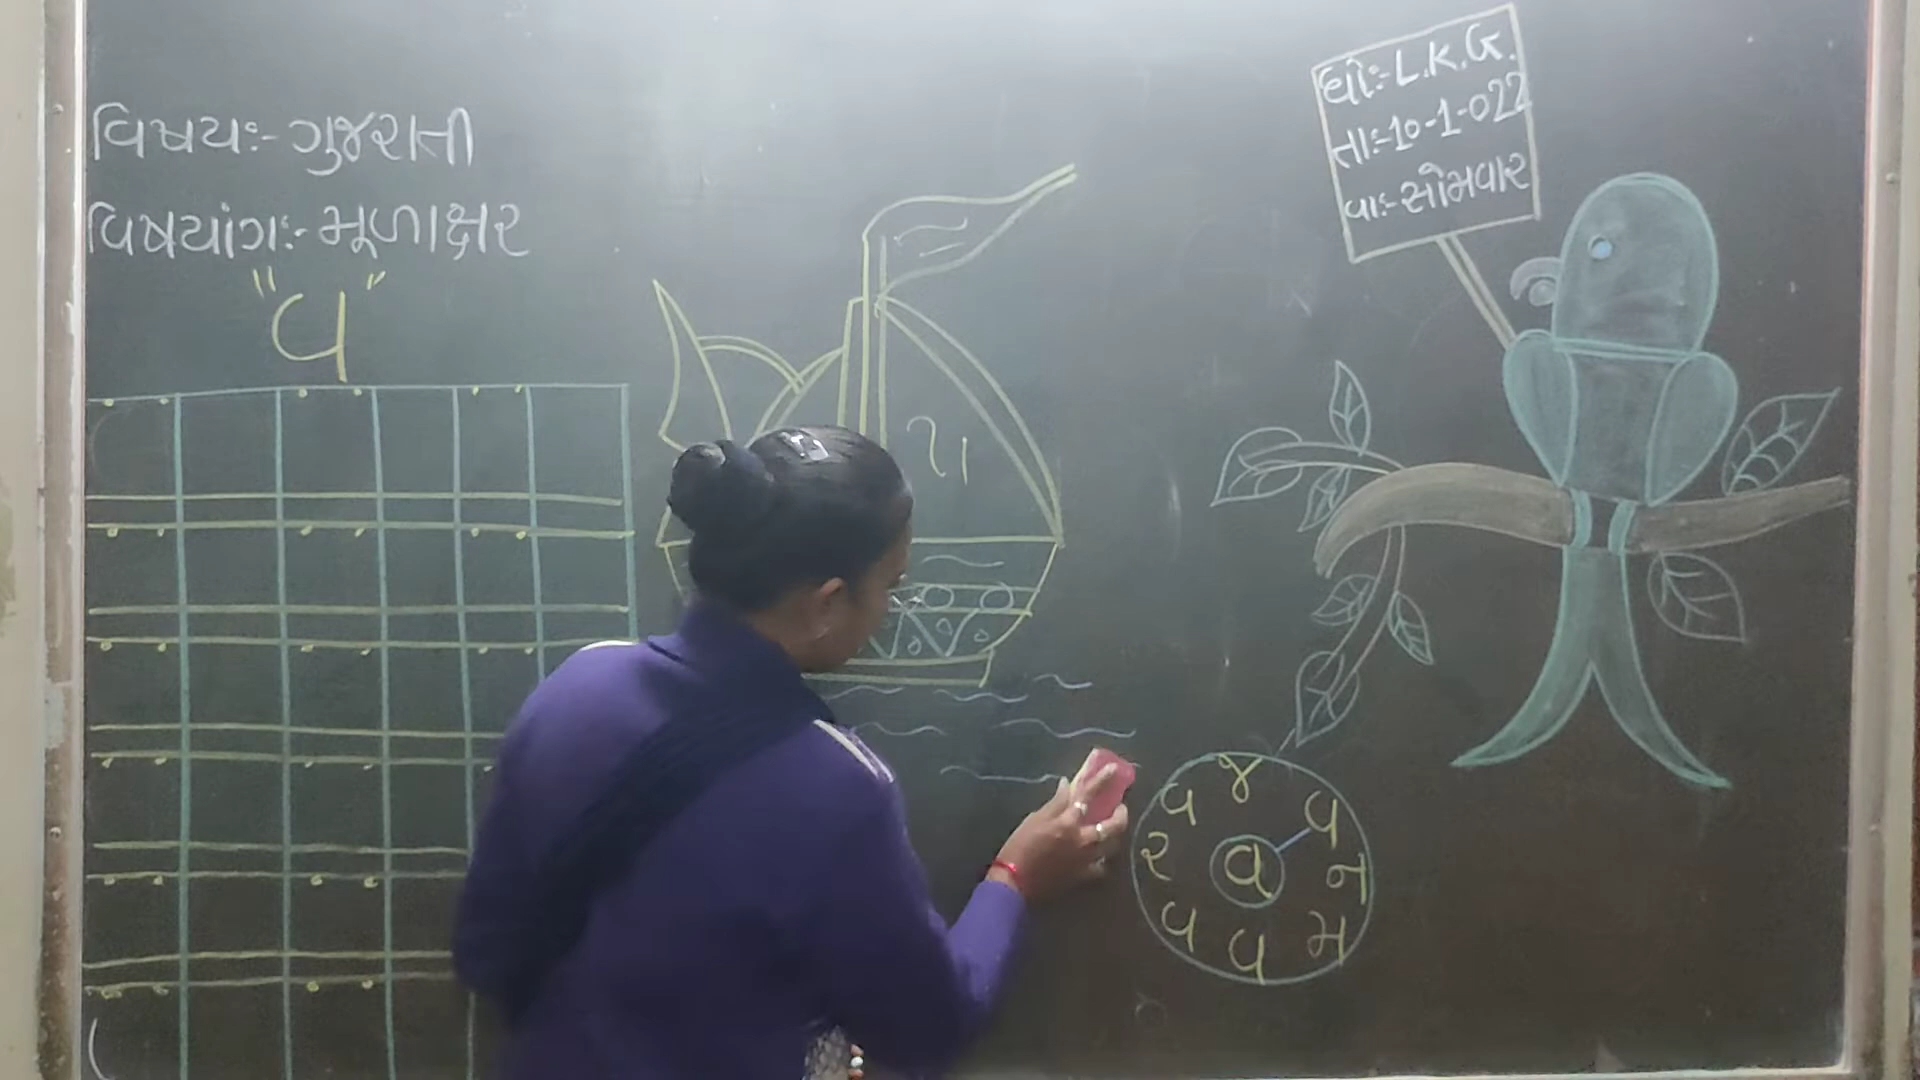 વિષયઃ- ગુજરાતી
વિષયાંગઃ- મૂળાક્ષર
"વ"
ધોઃ- L.K.G.
તાઃ-10-1-022
વાઃ- સોમવાર
રા
જ
વ વ
ર વ ન
વ મ
વ